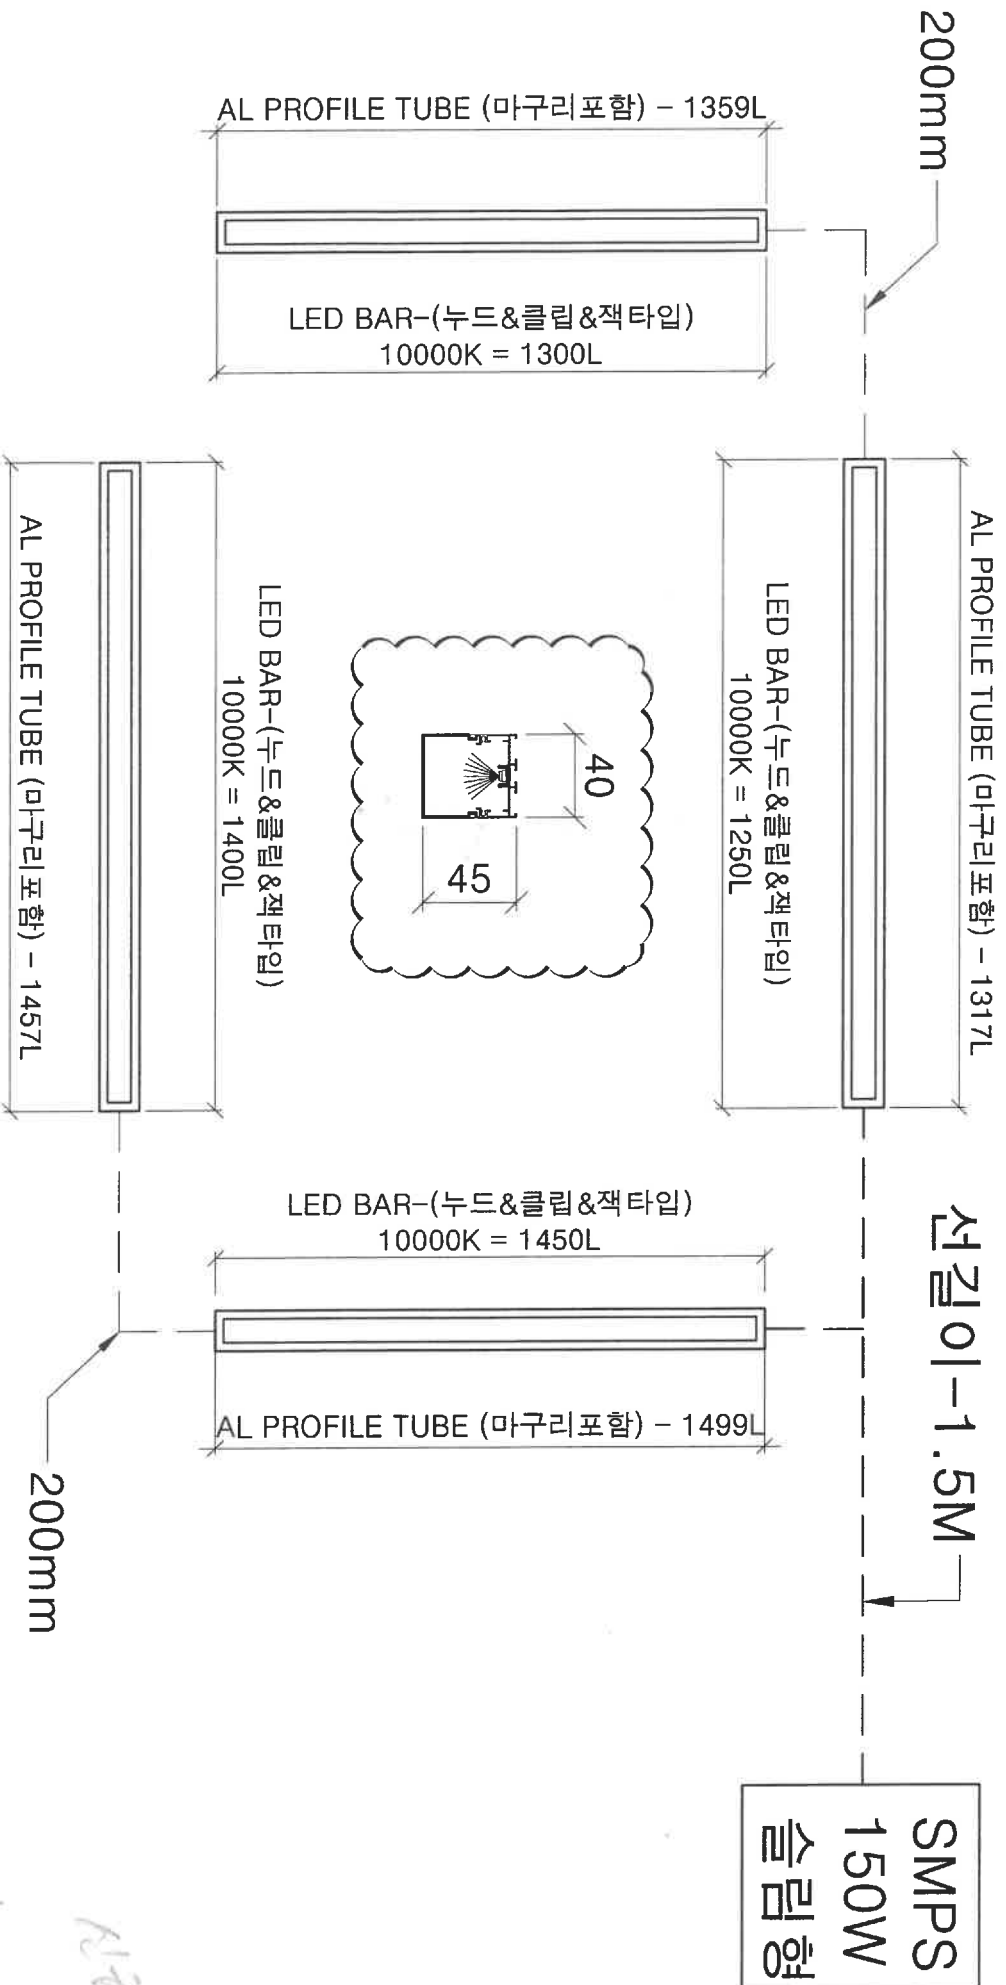 200mm
AL PROFILE TUBE (마구리포함) - 1359L
LED BAR-(누드&클립&잭타입)
10000K = 1300L
AL PROFILE TUBE (마구리포함) - 1317L
LED BAR-(누드&클립&잭타입)
10000K = 1250L
40
45
LED BAR-(누드&클립&잭타입)
10000K = 1400L
AL PROFILE TUBE (마구리포함) - 1457L
선길이-1.5M
LED BAR-(누드&클립&잭타입)
10000K = 1450L
AL PROFILE TUBE (마구리포함) - 1499L
200mm
SMPS
150W
슬림형